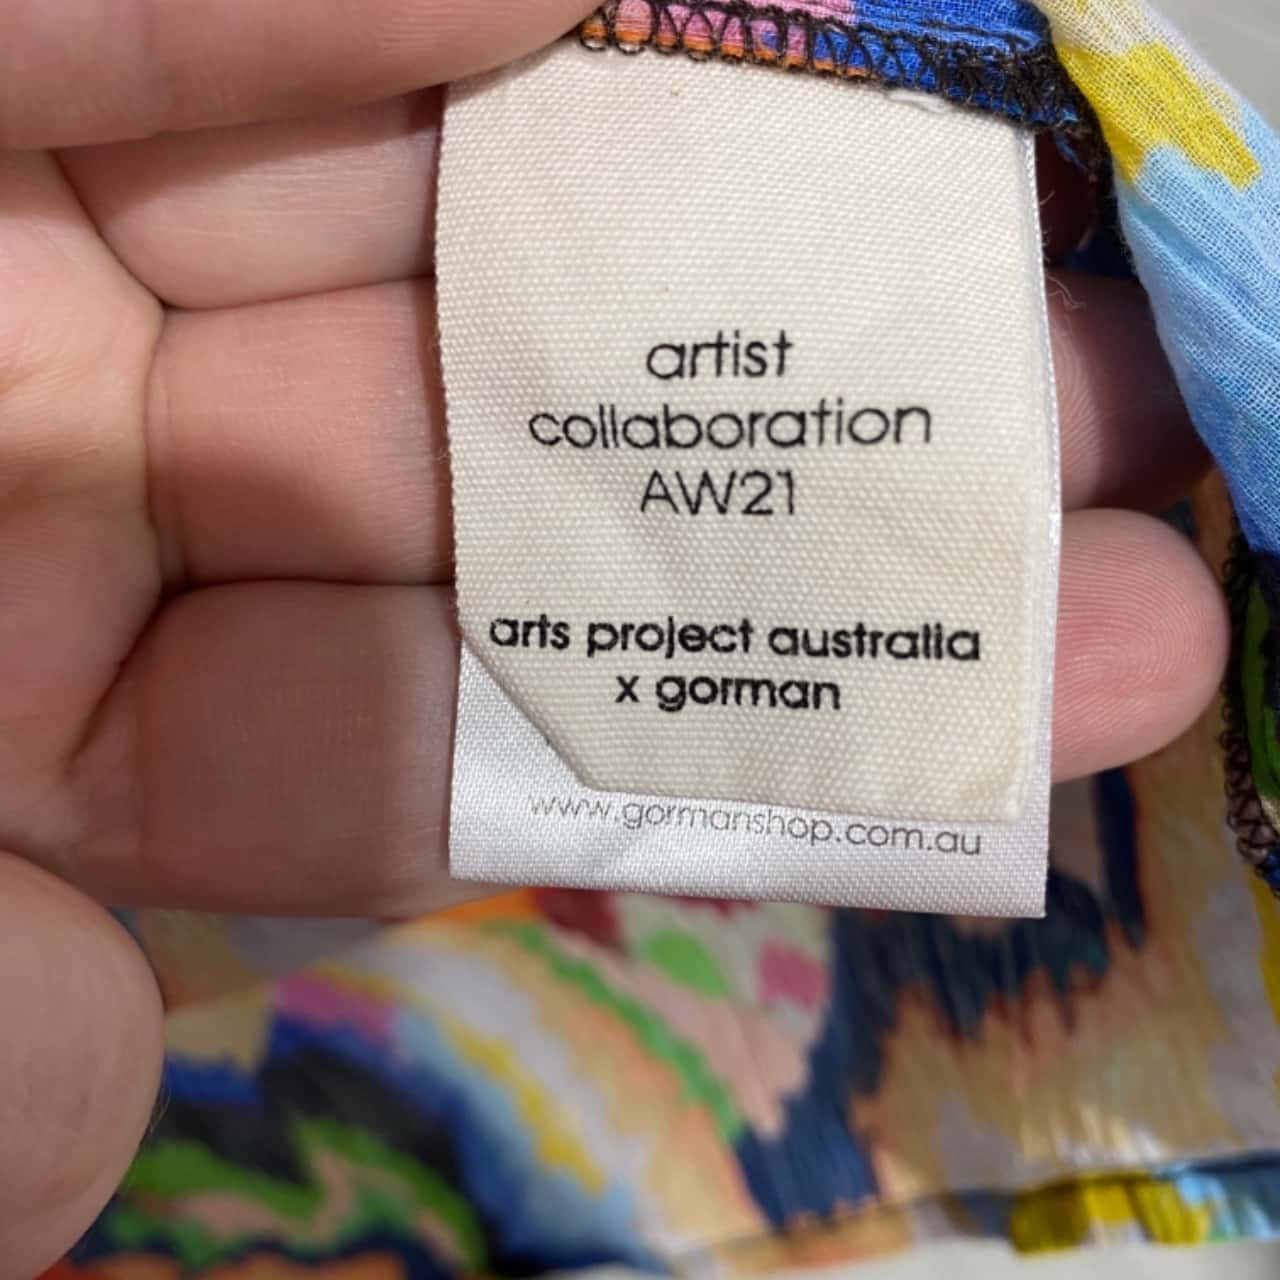 artist
collaboration
AW21
arts project australia
x gorman
www.gormanshop.com.au